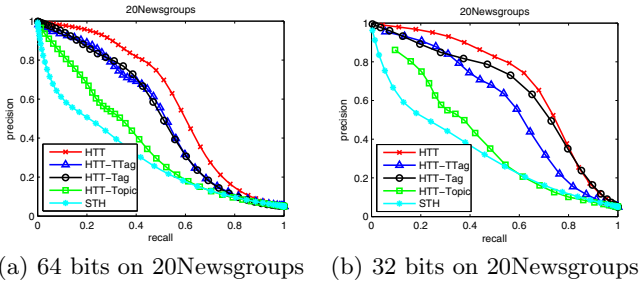 20Newsgroups
precision
1
0.8
0.6
0.4
0.2
0
HTT
HTT-TTag
HTT-Tag
HTT-Topic
STH
0 0.2 0.4 0.6 0.8 1
recall
20Newsgroups
precision
1
0.8
0.6
0.4
0.2
0
HTT
HTT-TTag
HTT-Tag
HTT-Topic
STH
0 0.2 0.4 0.6 0.8 1
recall
a) 64 bits on 20Newsgroups (b) 32 bits on 20Newsgroups